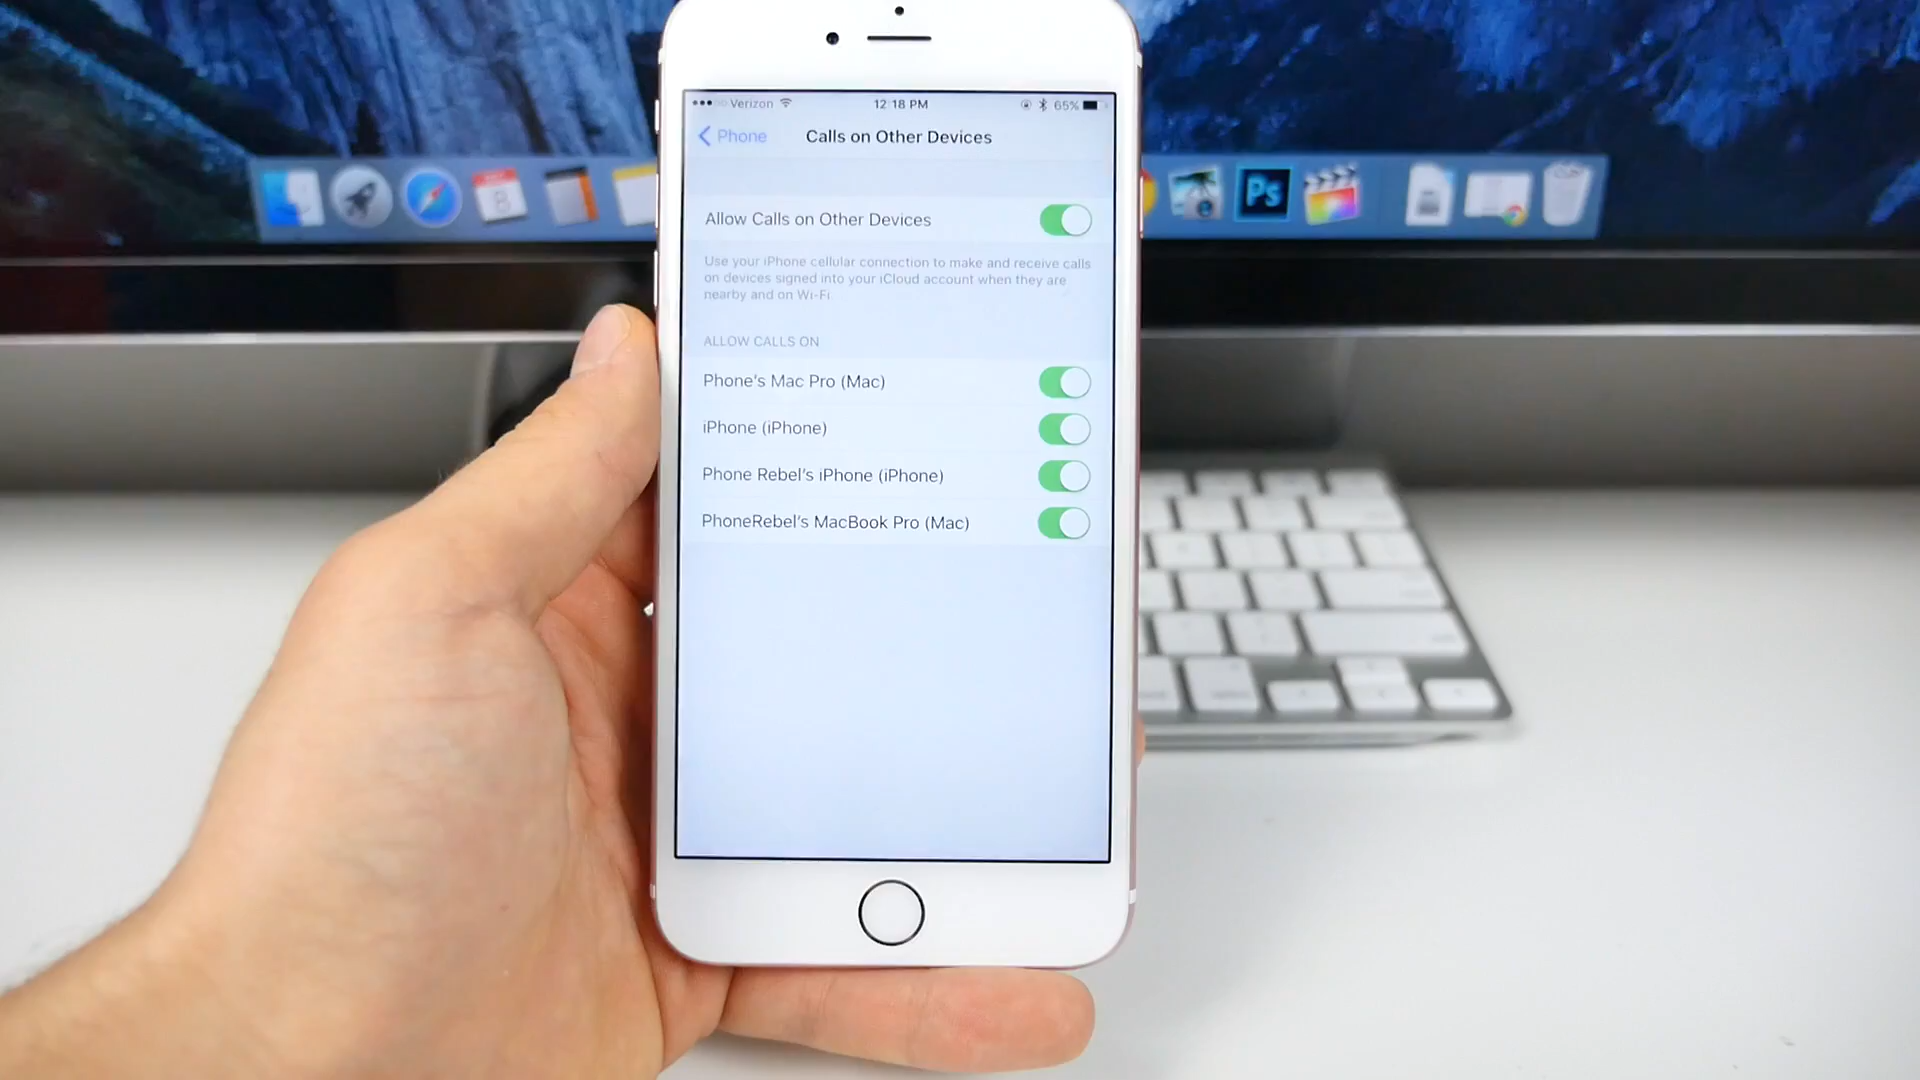 Verizon 12:18 PM 65%
Phone Calls on Other Devices
Allow Calls on Other Devices
Use your iPhone cellular connection to make and receive calls
on devices signed into your iCloud account when they are
nearby and on Wi-Fi
ALLOW CALLS ON
Phone's Mac Pro (Mac)
iPhone (iPhone)
Phone Rebel's iPhone (iPhone)
PhoneRebel's MacBook Pro (Mac)
8
Ps